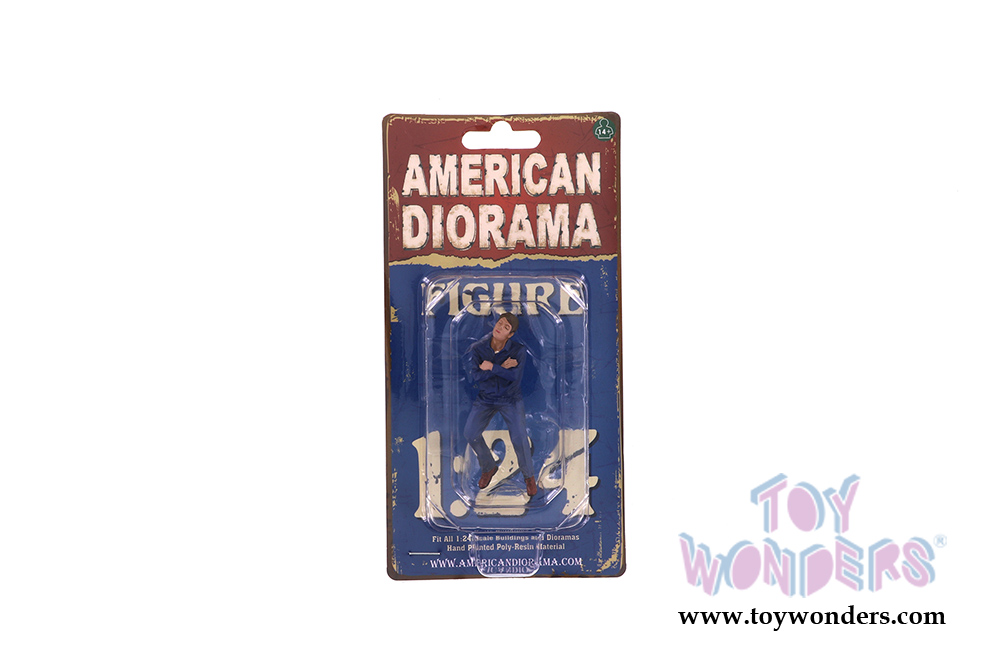 14+
AMERICAN
DIORAMA
FIGURE
1:24
Fit All 1:24 Scale Buildings and Dioramas
Hand Painted Poly-Resin Material
WWW.AMERICANDIORAMA.COM
TOY
WONDERS®
www.toywonders.com